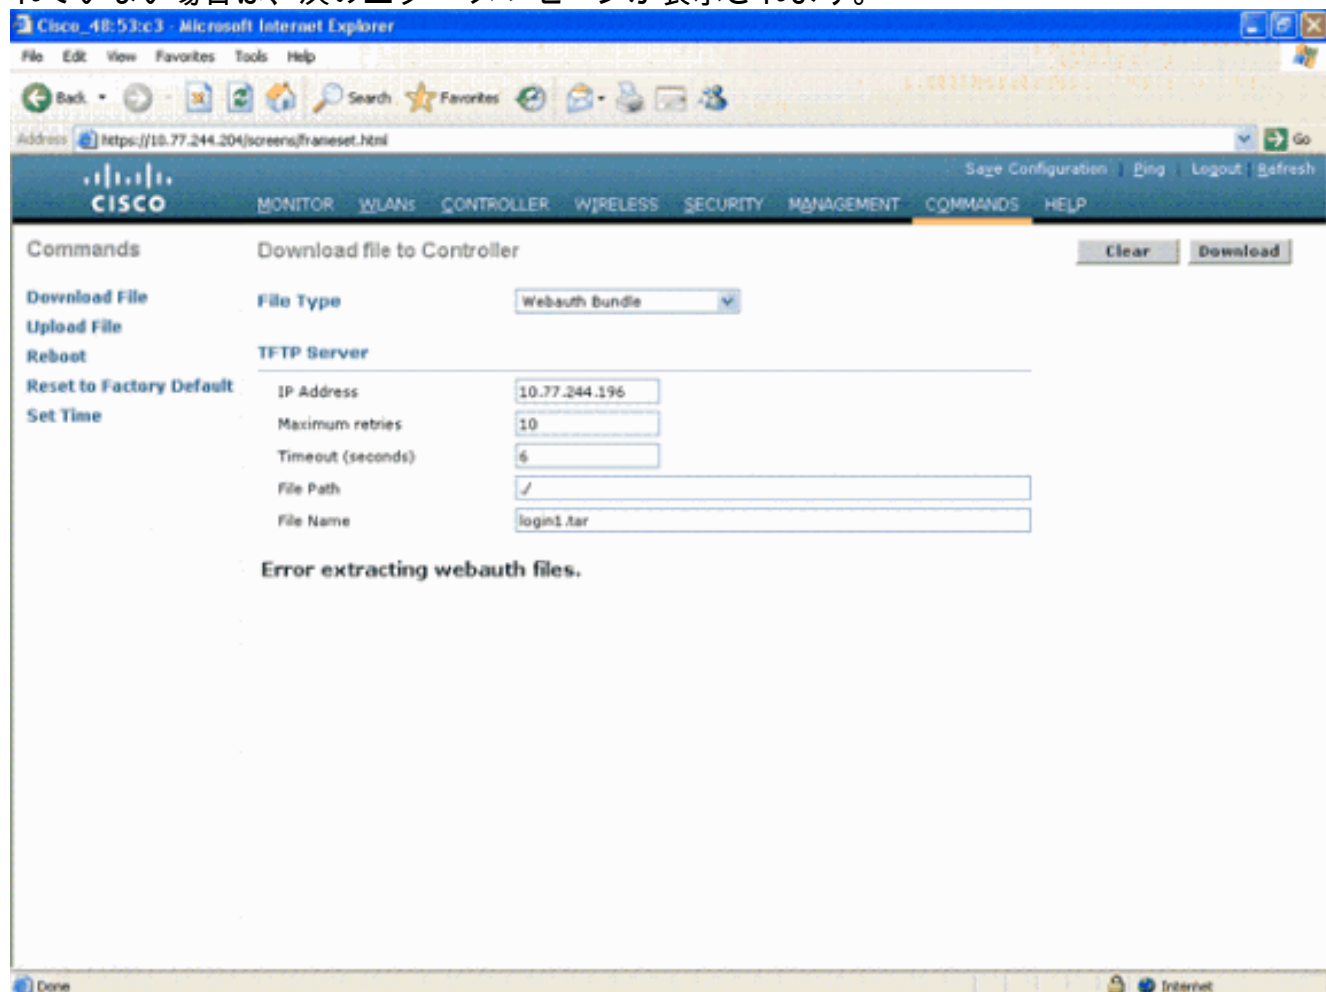 Cisco_48:53:c3 - Microsoft Internet Explorer
File Edit View Favorites Tools Help
Back Search Favorites
Address https://10.77.244.204/screens/frameset.html Go
Save Configuration Ping Logout Refresh
CISCO MONITOR WLANs CONTROLLER WIRELESS SECURITY MANAGEMENT COMMANDS HELP
Commands
Download File
Upload File
Reboot
Reset to Factory Default
Set Time
Download file to Controller
Clear Download
File Type Webauth Bundle
TFTP Server
IP Address 10.77.244.196
Maximum retries 10
Timeout (seconds) 6
File Path ./
File Name login1.tar
Error extracting webauth files.
Done Internet